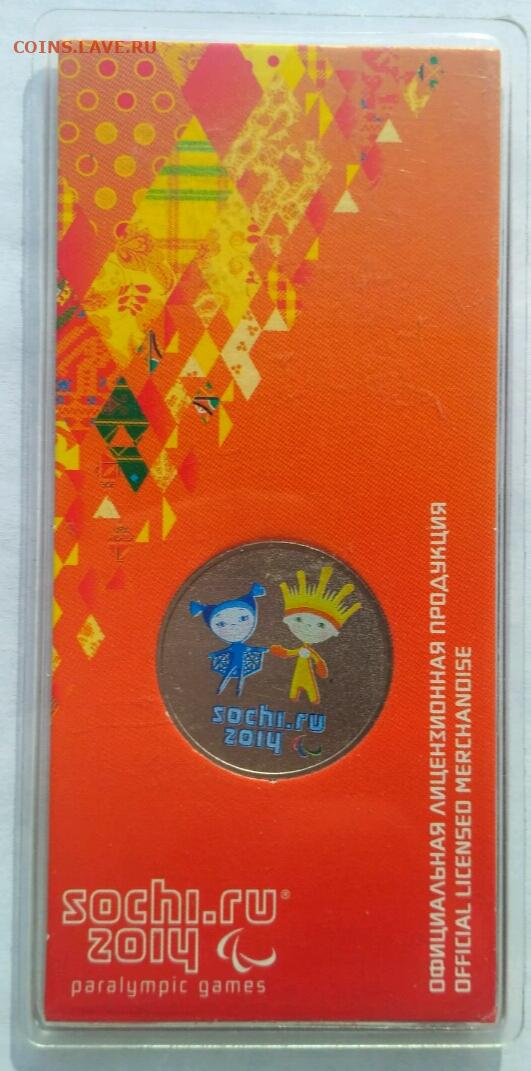 COINS.LAVE.RU
sochi.ru
2014
sochi.ru®
2014
paralympic games
ОФИЦИАЛЬНАЯ ЛИЦЕНЗИОННАЯ ПРОДУКЦИЯ
OFFICIAL LICENSED MERCHANDISE